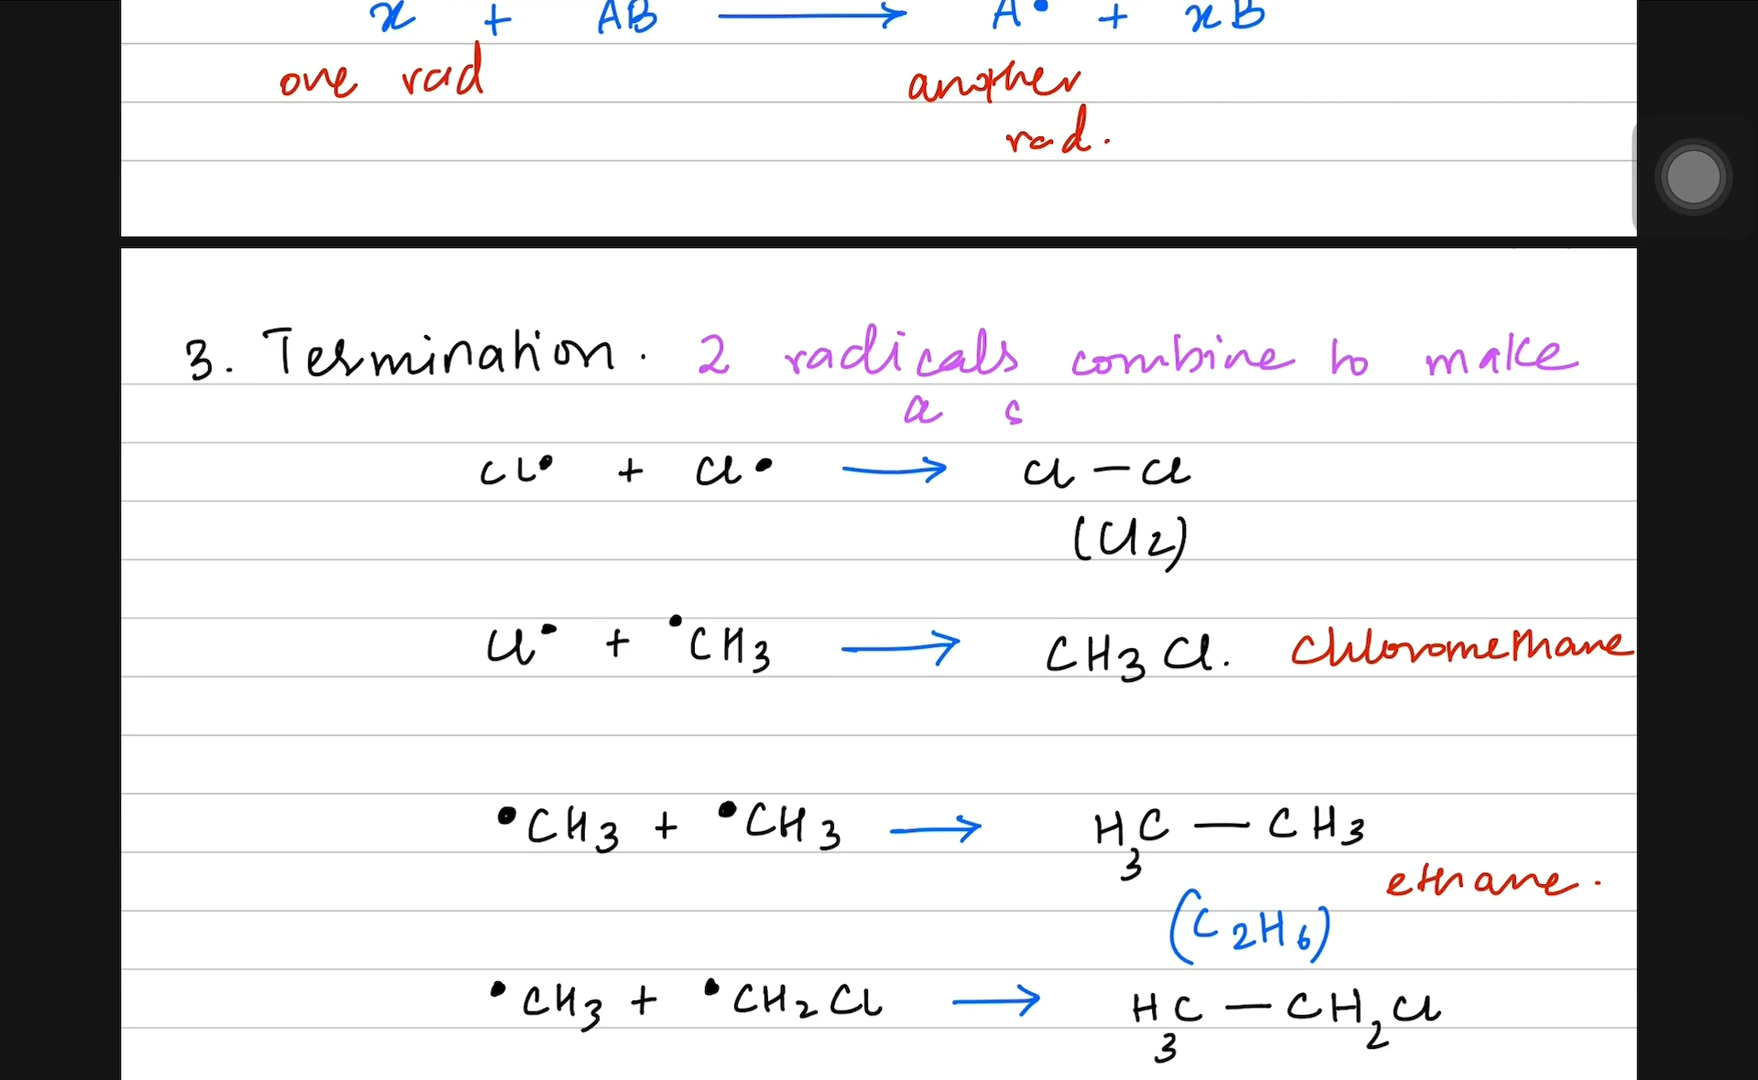 x + AB ⟶ A• + xB
one rad another
rad.
3. Termination. 2 radicals combine to make
a s
Cl• + Cl• ⟶ Cl – Cl
(Cl2)
Cl• + •CH3 ⟶ CH3Cl. Chloromethane
•CH3 + •CH3 ⟶ H3C – CH3
ethane.
(C2H6)
•CH3 + •CH2Cl ⟶ H3C – CH2Cl